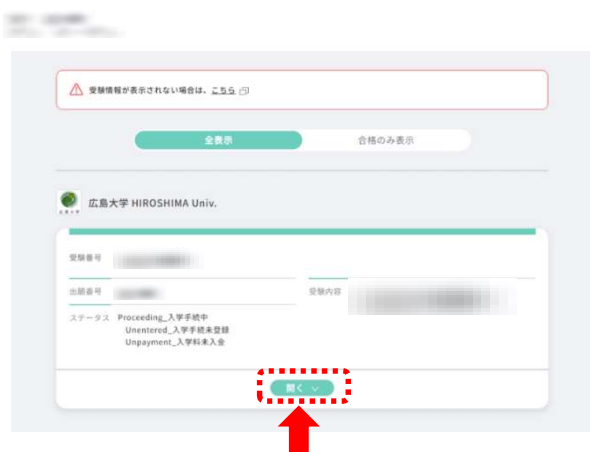 受験情報が表示されない場合は、こちら
全表示
合格のみ表示
広島大学 HIROSHIMA Univ.
受験番号
出願番号
受験内容
ステータス Proceeding_入学手続中
Unentered_入学手続未登録
Unpayment_入学料未入金
開く